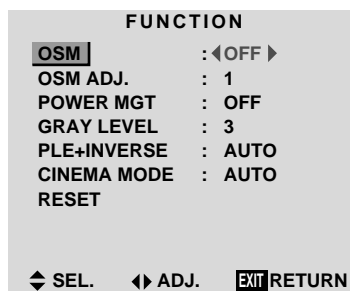 FUNCTION
OSM : OFF
OSM ADJ. : 1
POWER MGT : OFF
GRAY LEVEL : 3
PLE+INVERSE : AUTO
CINEMA MODE : AUTO
RESET
SEL. ADJ. EXIT RETURN